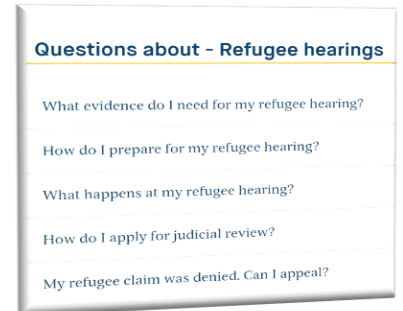 Questions about - Refugee hearings
What evidence do I need for my refugee hearing?
How do I prepare for my refugee hearing?
What happens at my refugee hearing?
How do I apply for judicial review?
My refugee claim was denied. Can I appeal?